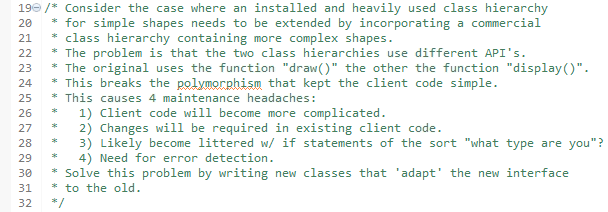 19 /* Consider the case where an installed and heavily used class hierarchy
20  * for simple shapes needs to be extended by incorporating a commercial
21  * class hierarchy containing more complex shapes.
22  * The problem is that the two class hierarchies use different API's.
23  * The original uses the function "draw()" the other the function "display()".
24  * This breaks the polymorphism that kept the client code simple.
25  * This causes 4 maintenance headaches:
26  *   1) Client code will become more complicated.
27  *   2) Changes will be required in existing client code.
28  *   3) Likely become littered w/ if statements of the sort "what type are you"?
29  *   4) Need for error detection.
30  * Solve this problem by writing new classes that 'adapt' the new interface
31  * to the old.
32  */